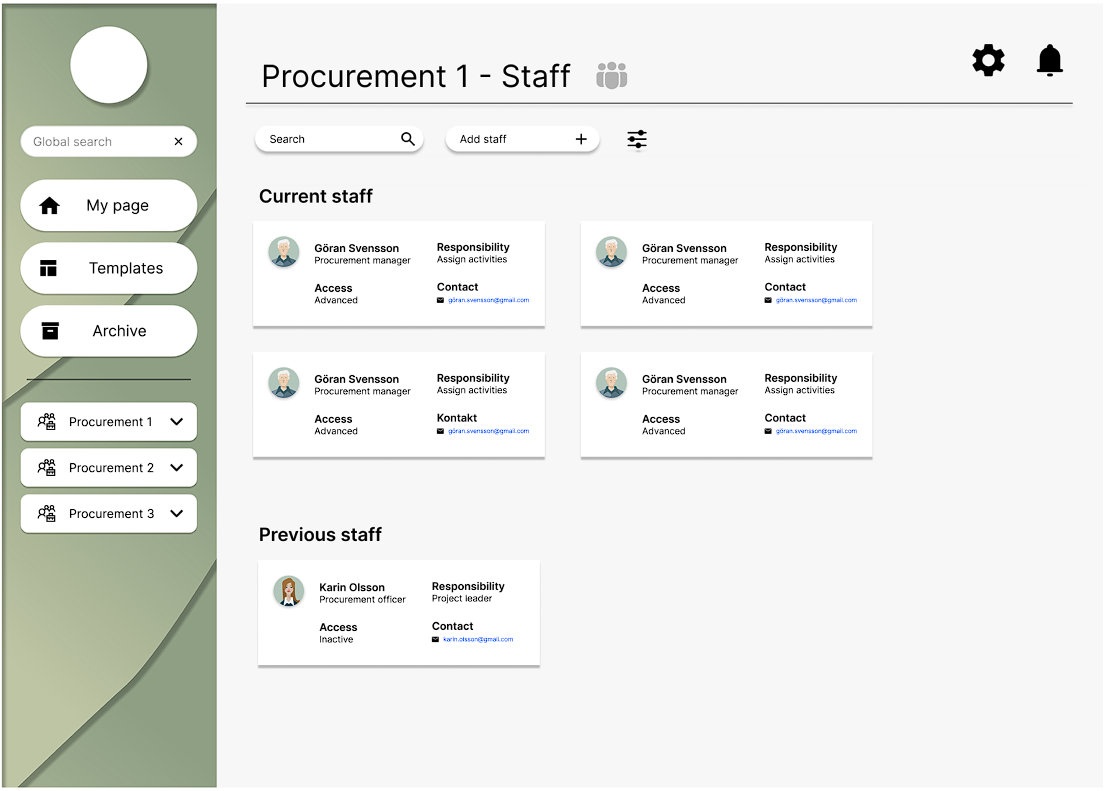 Global search
My page
Templates
Archive
Procurement 1
Procurement 2
Procurement 3
Procurement 1 - Staff
Search
Add staff
Current staff
Göran Svensson
Procurement manager
Responsibility
Assign activities
Access
Advanced
Contact
göran.svensson@gmail.com
Göran Svensson
Procurement manager
Responsibility
Assign activities
Access
Advanced
Contact
göran.svensson@gmail.com
Göran Svensson
Procurement manager
Responsibility
Assign activities
Access
Advanced
Kontakt
göran.svensson@gmail.com
Göran Svensson
Procurement manager
Responsibility
Assign activities
Access
Advanced
Contact
göran.svensson@gmail.com
Previous staff
Karin Olsson
Procurement officer
Responsibility
Project leader
Access
Inactive
Contact
karin.olsson@gmail.com